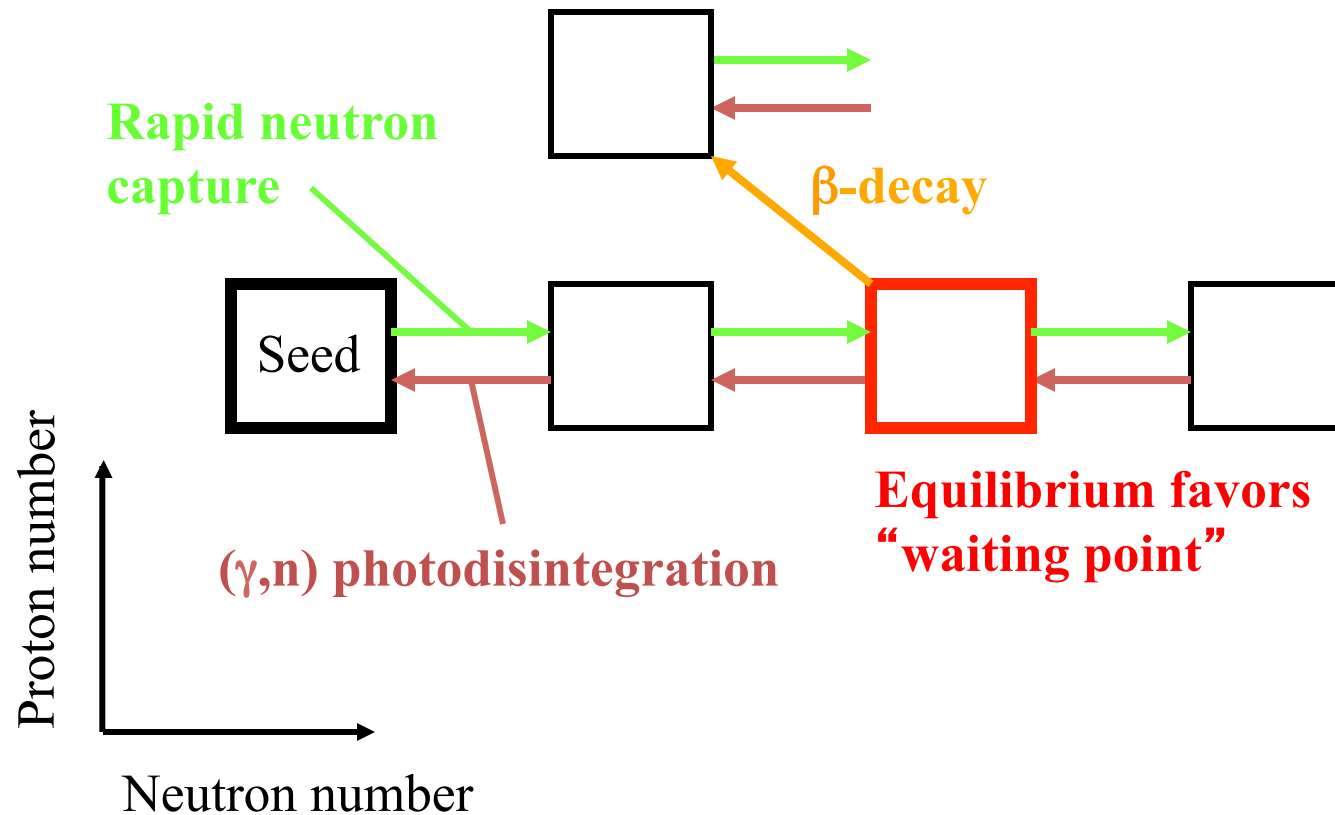 Rapid neutron
capture
β-decay
Seed
Equilibrium favors
“waiting point”
(γ,n) photodisintegration
Proton number
Neutron number